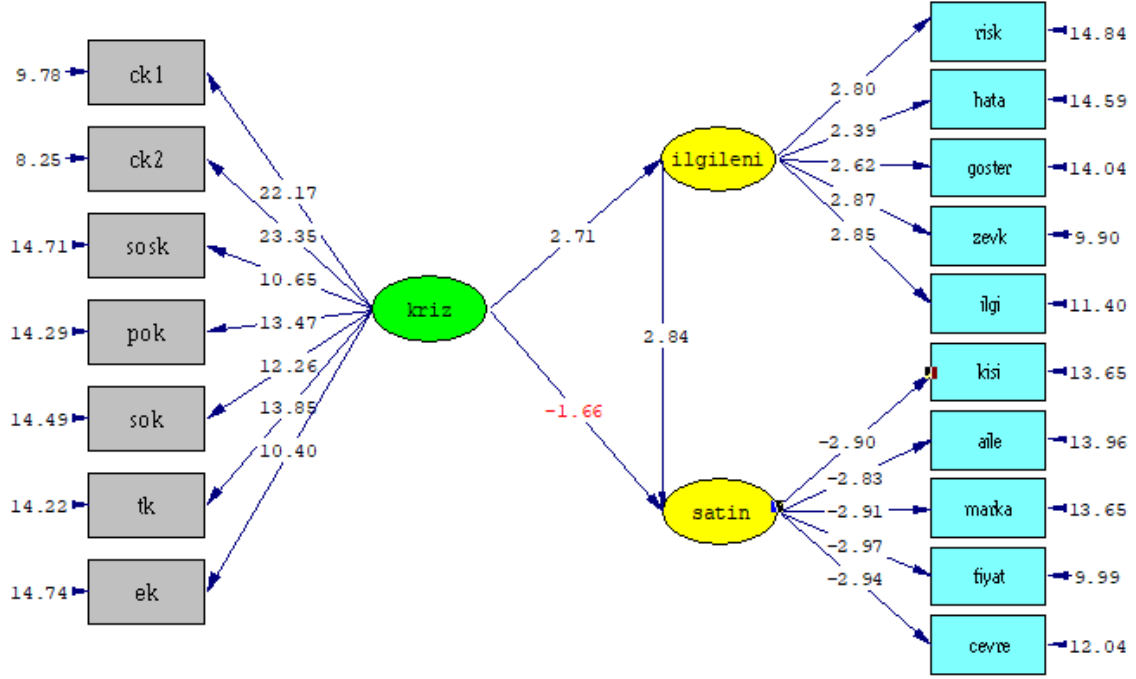 9.78
ck1
8.25
ck2
14.71
sosk
14.29
pok
14.49
sok
14.22
tk
14.74
ek
22.17
23.35
10.65
13.47
12.26
13.85
10.40
kriz
2.71
-1.66
ilgileni
2.84
satin
2.80
2.39
2.62
2.87
2.85
-2.90
-2.83
-2.91
-2.97
-2.94
risk
14.84
hata
14.59
goster
14.04
zevk
9.90
ilgi
11.40
kisi
13.65
aile
13.96
marka
13.65
fiyat
9.99
cevre
12.04